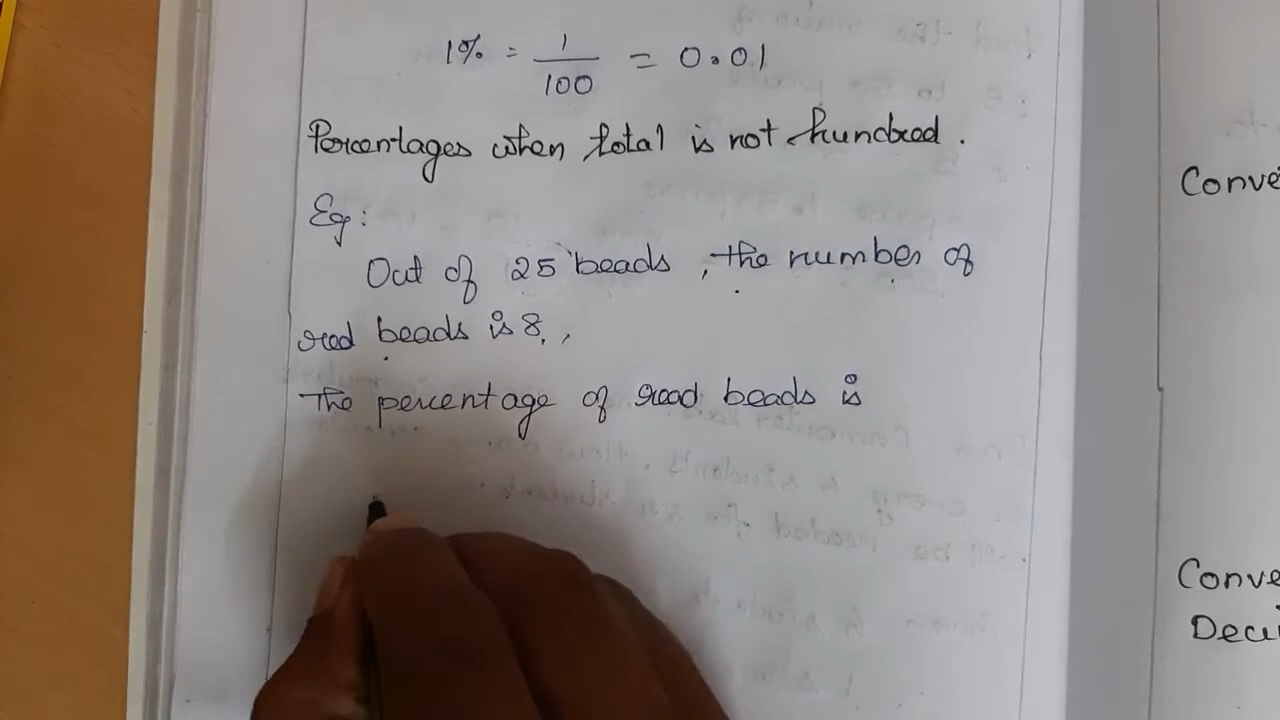 1% = 1/100 = 0.01
Percentages when total is not hundred.
Eg:
Out of 25 beads, the number of
red beads is 8,
The percentage of red beads is
Conve
Conve
Deci